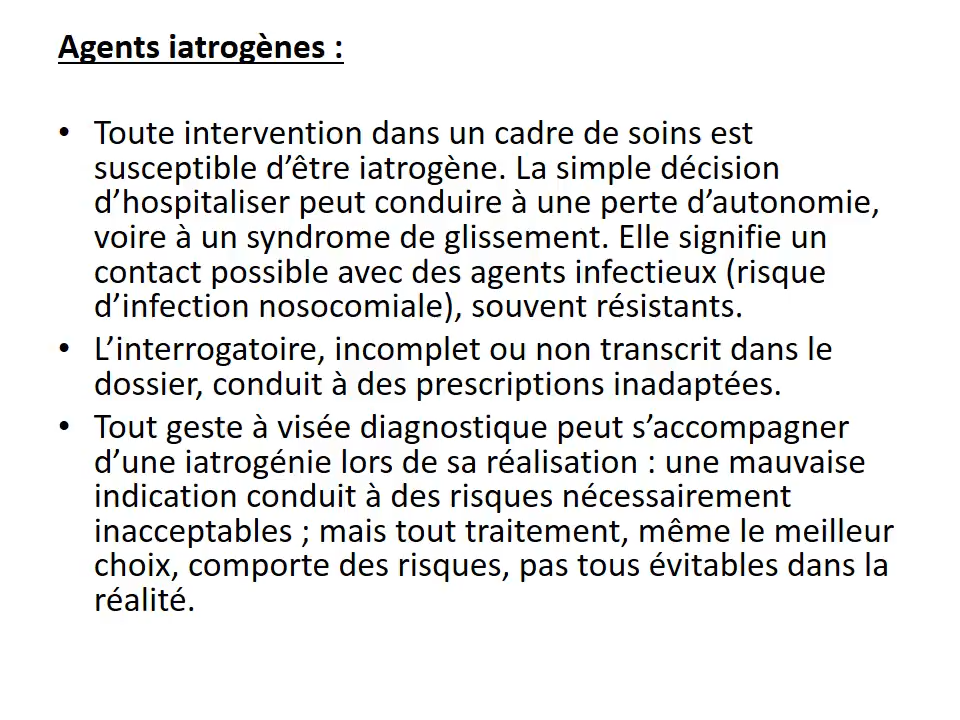 Agents iatrogènes :
• Toute intervention dans un cadre de soins est
susceptible d’être iatrogène. La simple décision
d’hospitaliser peut conduire à une perte d’autonomie,
voire à un syndrome de glissement. Elle signifie un
contact possible avec des agents infectieux (risque
d’infection nosocomiale), souvent résistants.
• L’interrogatoire, incomplet ou non transcrit dans le
dossier, conduit à des prescriptions inadaptées.
• Tout geste à visée diagnostique peut s’accompagner
d’une iatrogénie lors de sa réalisation : une mauvaise
indication conduit à des risques nécessairement
inacceptables ; mais tout traitement, même le meilleur
choix, comporte des risques, pas tous évitables dans la
réalité.